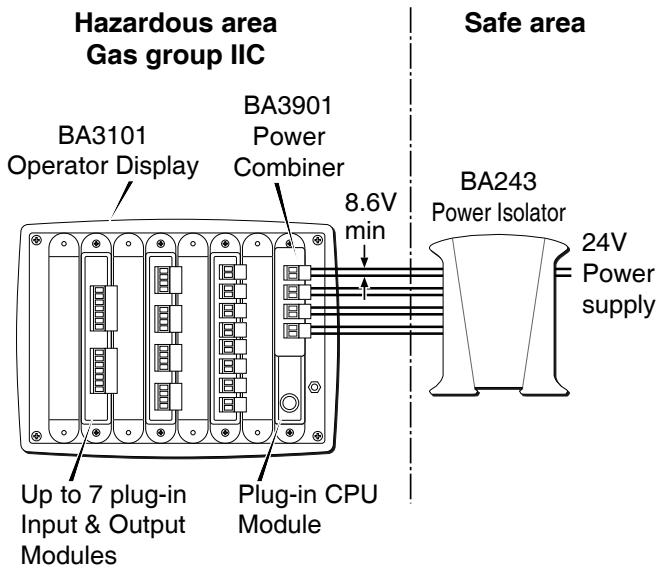 Hazardous area
Gas group IIC
Safe area
BA3901
Power
Combiner
BA3101
Operator Display
8.6V
min
BA243
Power Isolator
24V
Power
supply
Up to 7 plug-in
Input & Output
Modules
Plug-in CPU
Module